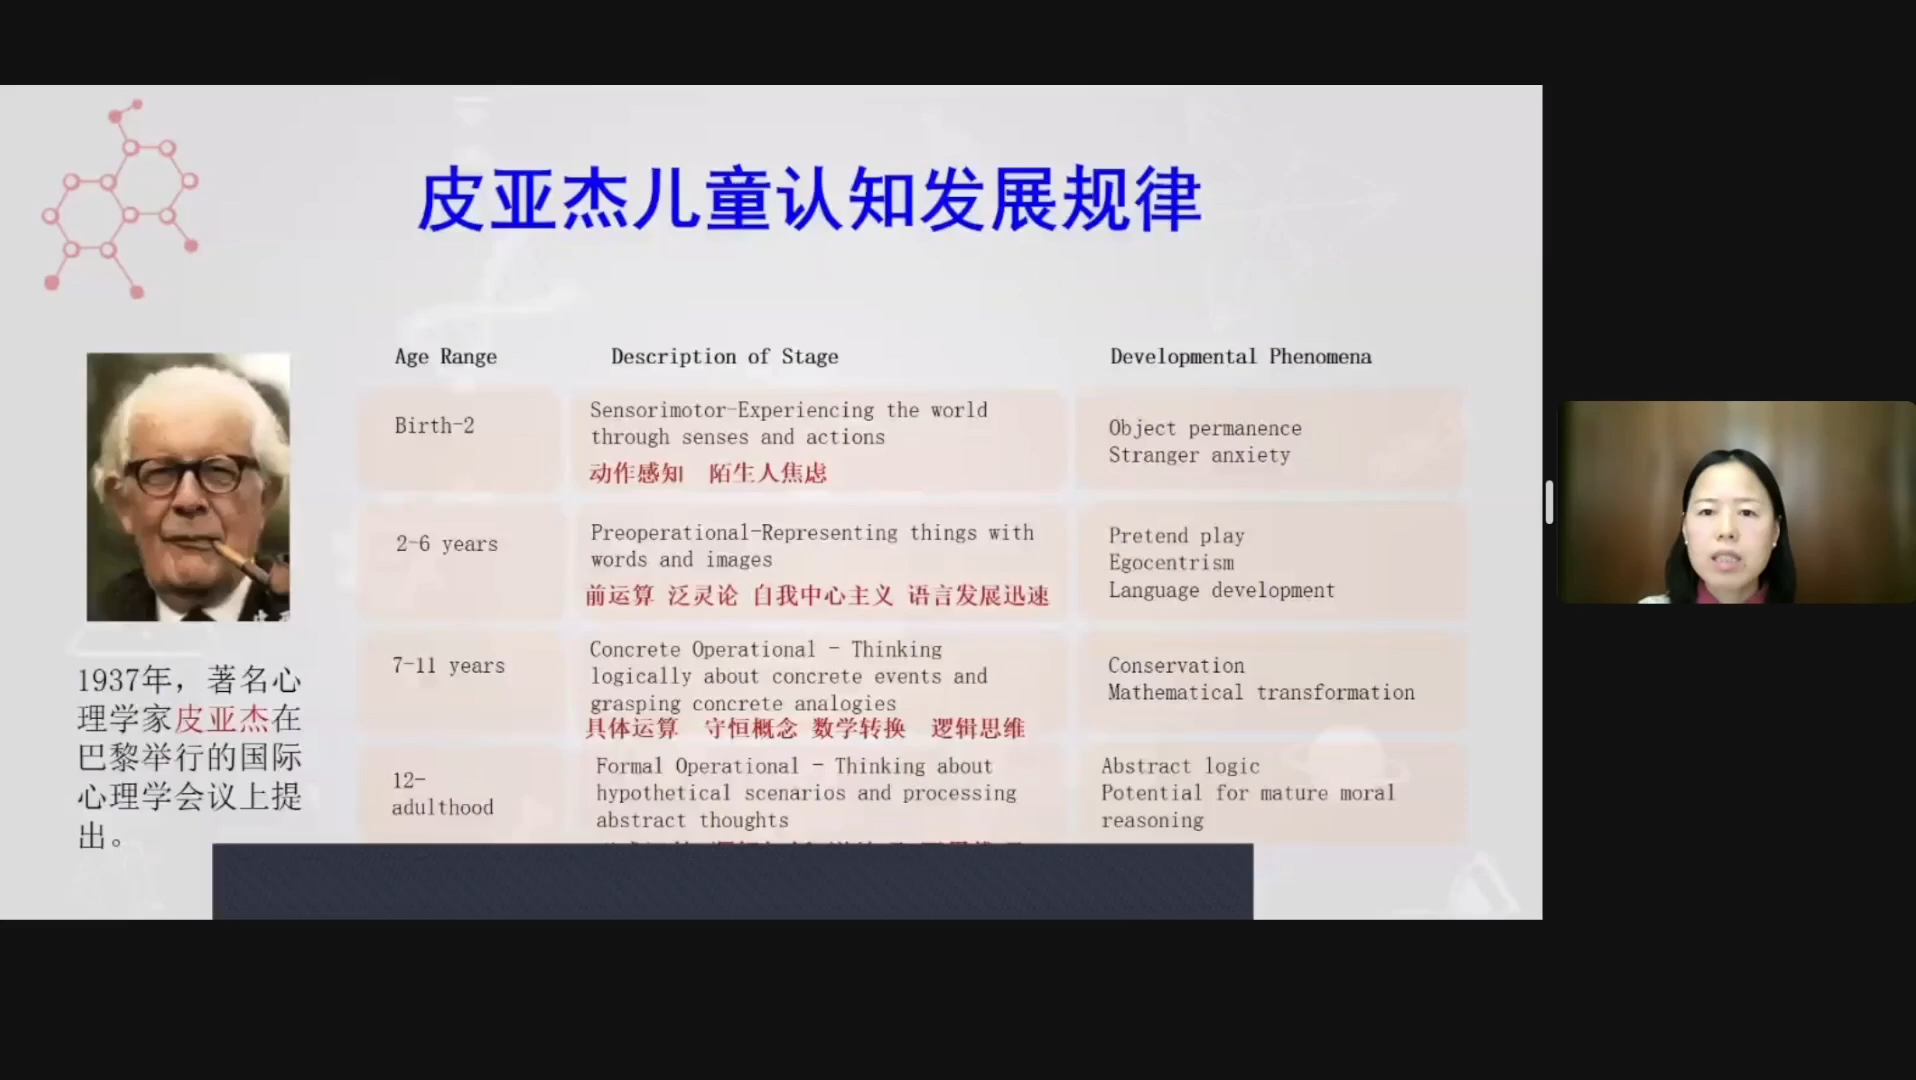 皮亚杰儿童认知发展规律
Age Range
Description of Stage
Developmental Phenomena
Birth-2
Sensorimotor-Experiencing the world
through senses and actions
动作感知 陌生人焦虑
Object permanence
Stranger anxiety
2-6 years
Preoperational-Representing things with
words and images
前运算 泛灵论 自我中心主义 语言发展迅速
Pretend play
Egocentrism
Language development
7-11 years
Concrete Operational - Thinking
logically about concrete events and
grasping concrete analogies
具体运算 守恒概念 数学转换 逻辑思维
Conservation
Mathematical transformation
12-
adulthood
Formal Operational - Thinking about
hypothetical scenarios and processing
abstract thoughts
Abstract logic
Potential for mature moral
reasoning
1937年，著名心
理学家皮亚杰在
巴黎举行的国际
心理学会议上提
出。